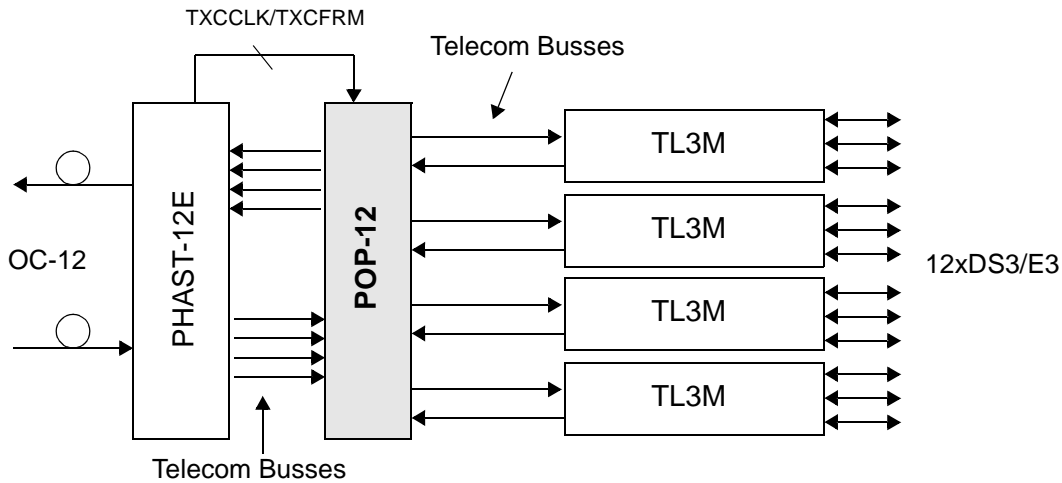 TXCCLK/TXCFRM
Telecom Busses
OC-12
PHAST-12E
POP-12
TL3M
TL3M
TL3M
TL3M
12xDS3/E3
Telecom Busses